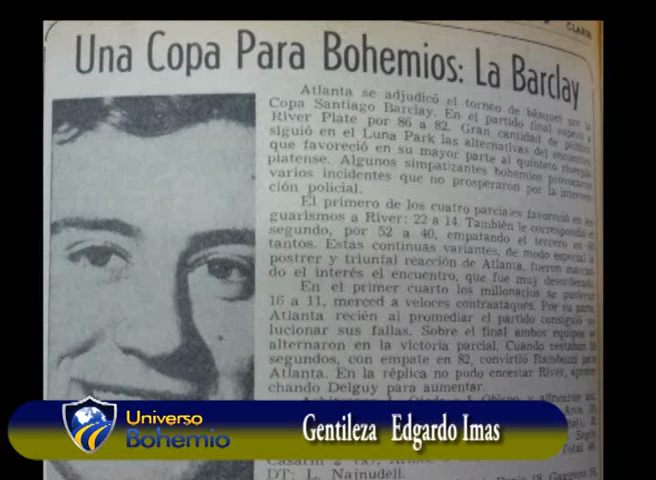 CLARIN
Una Copa Para Bohemios: La Barclay
Atlanta se adjudicó el torneo de básquet por la
Copa Santiago Barclay. En el partido final superó a
River Plate por 86 a 82. Gran cantidad de público
siguió en el Luna Park las alternativas del encuentro
que favoreció en su mayor parte al quinteto riverpla
platense. Algunos simpatizantes bohemios provocaron
varios incidentes que no prosperaron por la interven
ción policial.
El primero de los cuatro parciales favoreció en los
guarismos a River: 22 a 14. También le correspondió el
segundo, por 52 a 40, empatando el tercero en
tantos. Estas continuas variantes, de modo especial la
postrer y triunfal reacción de Atlanta, fueron
do el interés el encuentro, que fue muy desordenado
En el primer cuarto los millonarios se pusieron
16 a 11, merced a veloces contraataques. Por su parte,
Atlanta recién al promediar el partido consiguió so
lucionar sus fallas. Sobre el final ambos equipos se
alternaron en la victoria parcial. Cuando restaban
segundos, con empate en 82, convirtió Rambozzi para
Atlanta. En la réplica no pudo encestar River, aprove
chando Delguy para aumentar.
Universo
Bohemio
Gentileza Edgardo Imas
Total
DT: L. Najnudell.